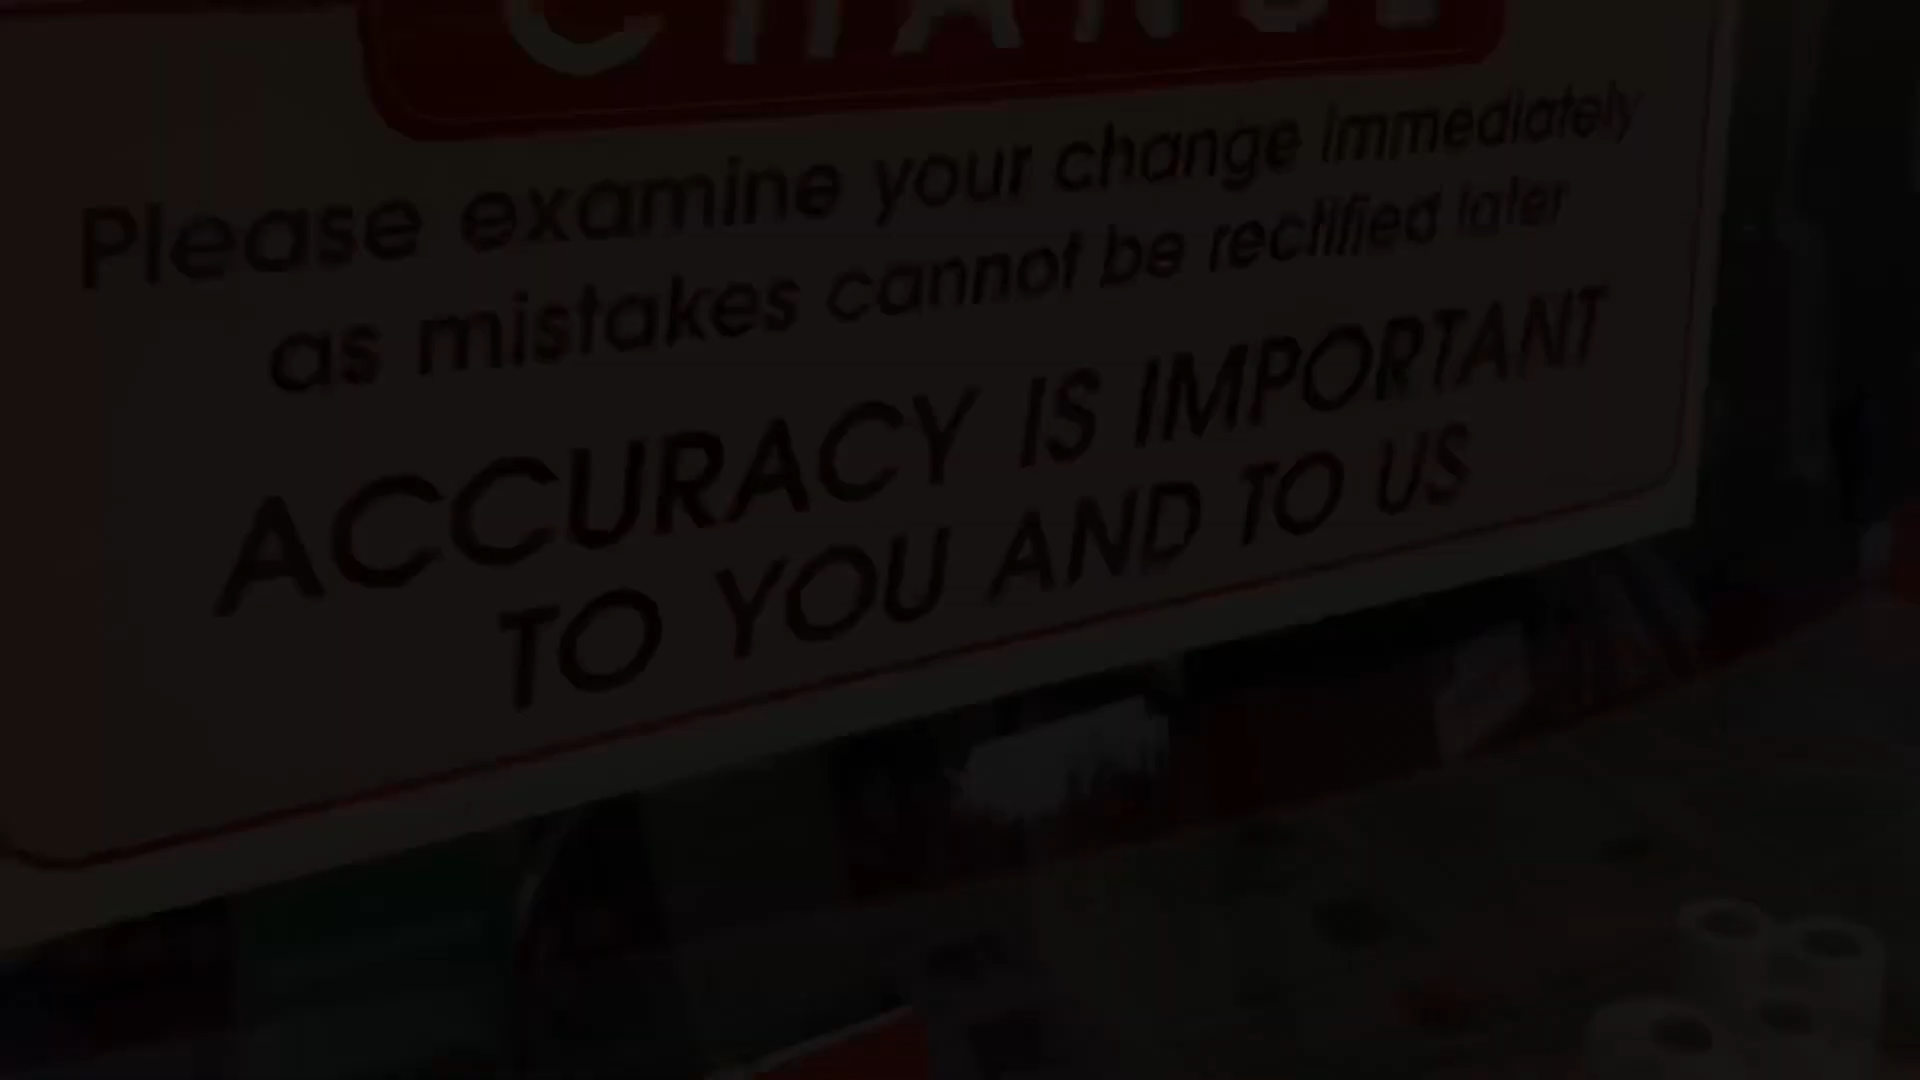 CHANGE
Please examine your change immediately
as mistakes cannot be rectified later
ACCURACY IS IMPORTANT
TO YOU AND TO US